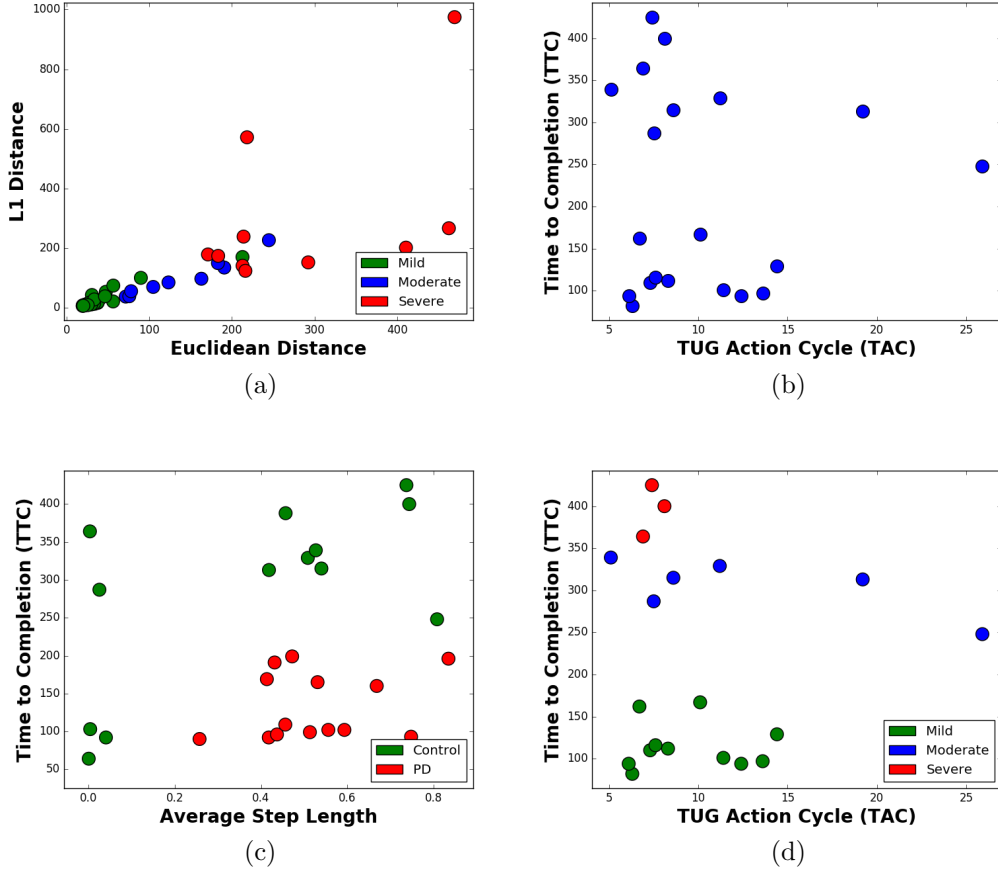 1000
800
600
400
200
0
0 100 200 300 400
L1 Distance
Euclidean Distance
Mild
Moderate
Severe
(a)
400
350
300
250
200
150
100
5 10 15 20 25
Time to Completion (TTC)
TUG Action Cycle (TAC)
(b)
400
350
300
250
200
150
100
50
0.0 0.2 0.4 0.6 0.8
Time to Completion (TTC)
Average Step Length
Control
PD
(c)
400
350
300
250
200
150
100
5 10 15 20 25
Time to Completion (TTC)
TUG Action Cycle (TAC)
Mild
Moderate
Severe
(d)